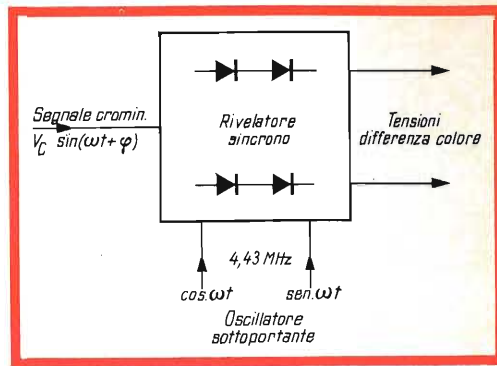 Segnale cromin.
V_C sin(ωt + φ)
Rivelatore
sincrono
Tensioni
differenza colore
4,43 MHz
cos.ωt
sen.ωt
Oscillatore
sottoportante